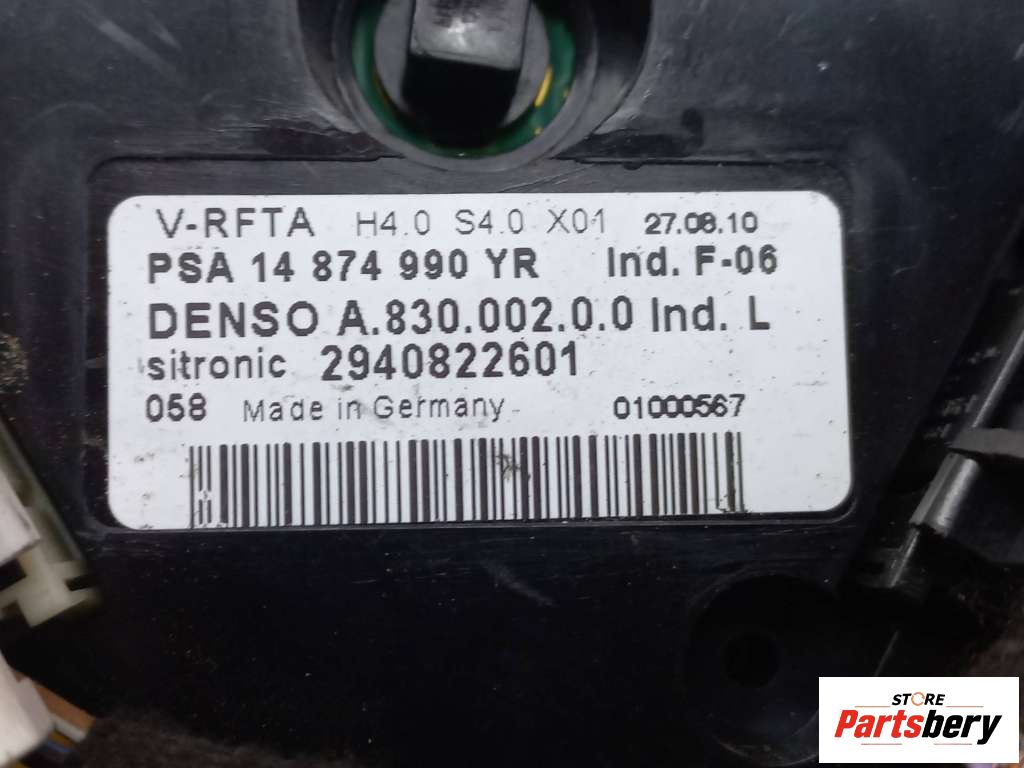 V-RFTA H4.0 S4.0 X01 27.08.10
PSA 14 874 990 YR Ind. F-06
DENSO A.830.002.0.0 Ind. L
sitronic 2940822601
058 Made in Germany 01000567
STORE
Partsbery